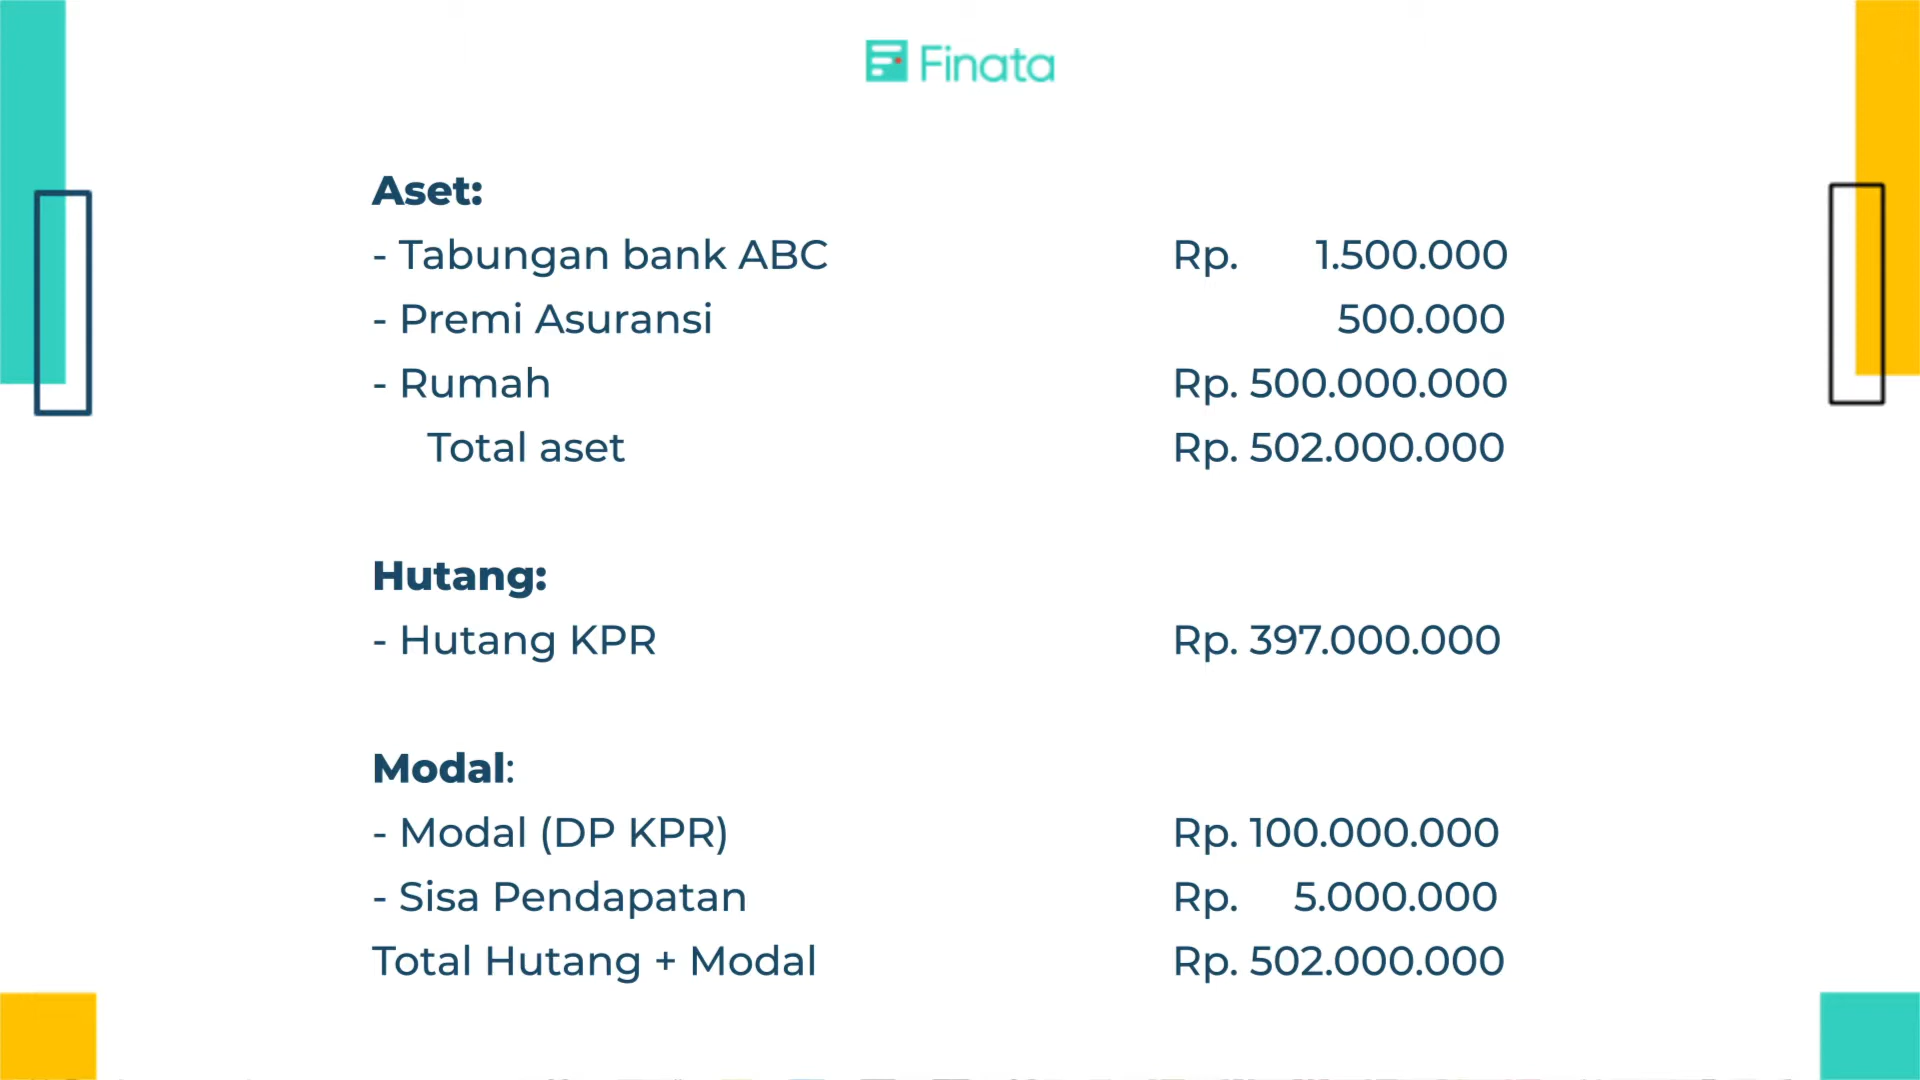 Finata
Aset:
- Tabungan bank ABC Rp. 1.500.000
- Premi Asuransi 500.000
- Rumah Rp. 500.000.000
Total aset Rp. 502.000.000
Hutang:
- Hutang KPR Rp. 397.000.000
Modal:
- Modal (DP KPR) Rp. 100.000.000
- Sisa Pendapatan Rp. 5.000.000
Total Hutang + Modal Rp. 502.000.000